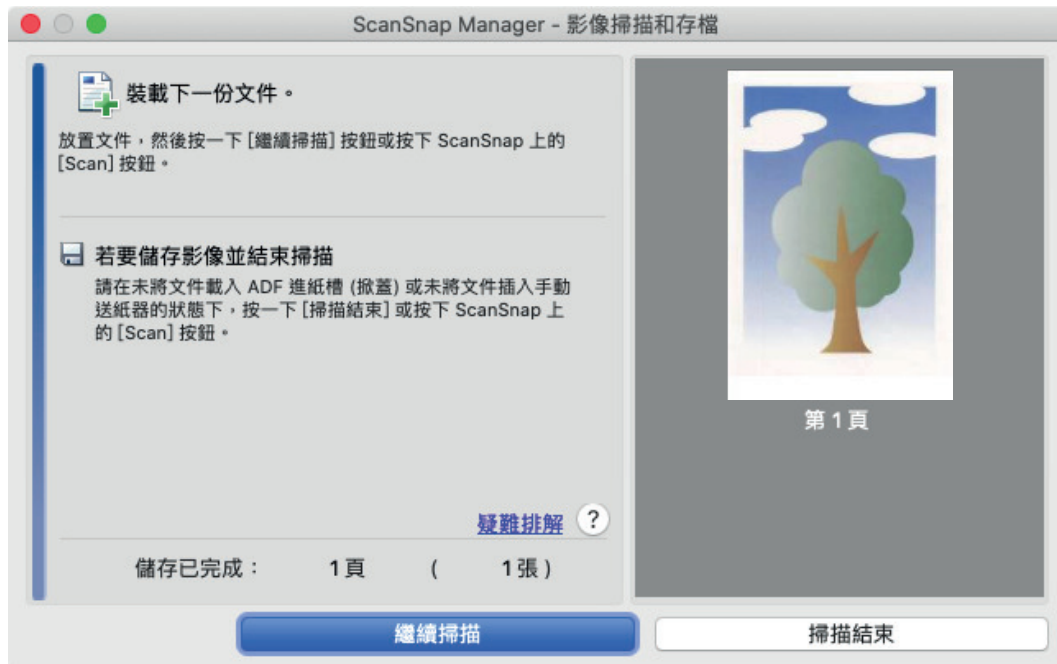 ScanSnap Manager - 影像掃描和存檔
裝載下一份文件。
放置文件，然後按一下 [繼續掃描] 按鈕或按下 ScanSnap 上的
[Scan] 按鈕。
若要儲存影像並結束掃描
請在未將文件載入 ADF 進紙槽 (掀蓋) 或未將文件插入手動
送紙器的狀態下，按一下 [掃描結束] 或按下 ScanSnap 上
的 [Scan] 按鈕。
疑難排解 ?
儲存已完成： 1 頁 ( 1 張 )
第 1 頁
繼續掃描 掃描結束